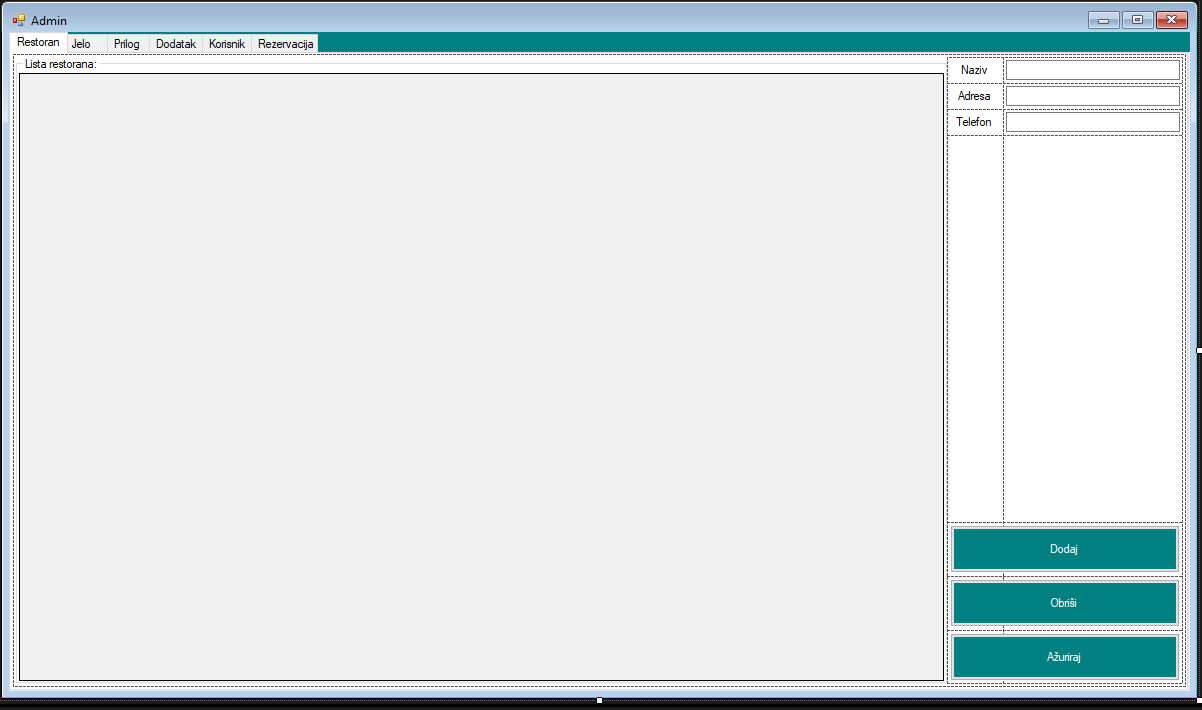 Admin
Restoran Jelo Prilog Dodatak Korisnik Rezervacija
Lista restorana:
Naziv
Adresa
Telefon
Dodaj
Obriši
Ažuriraj